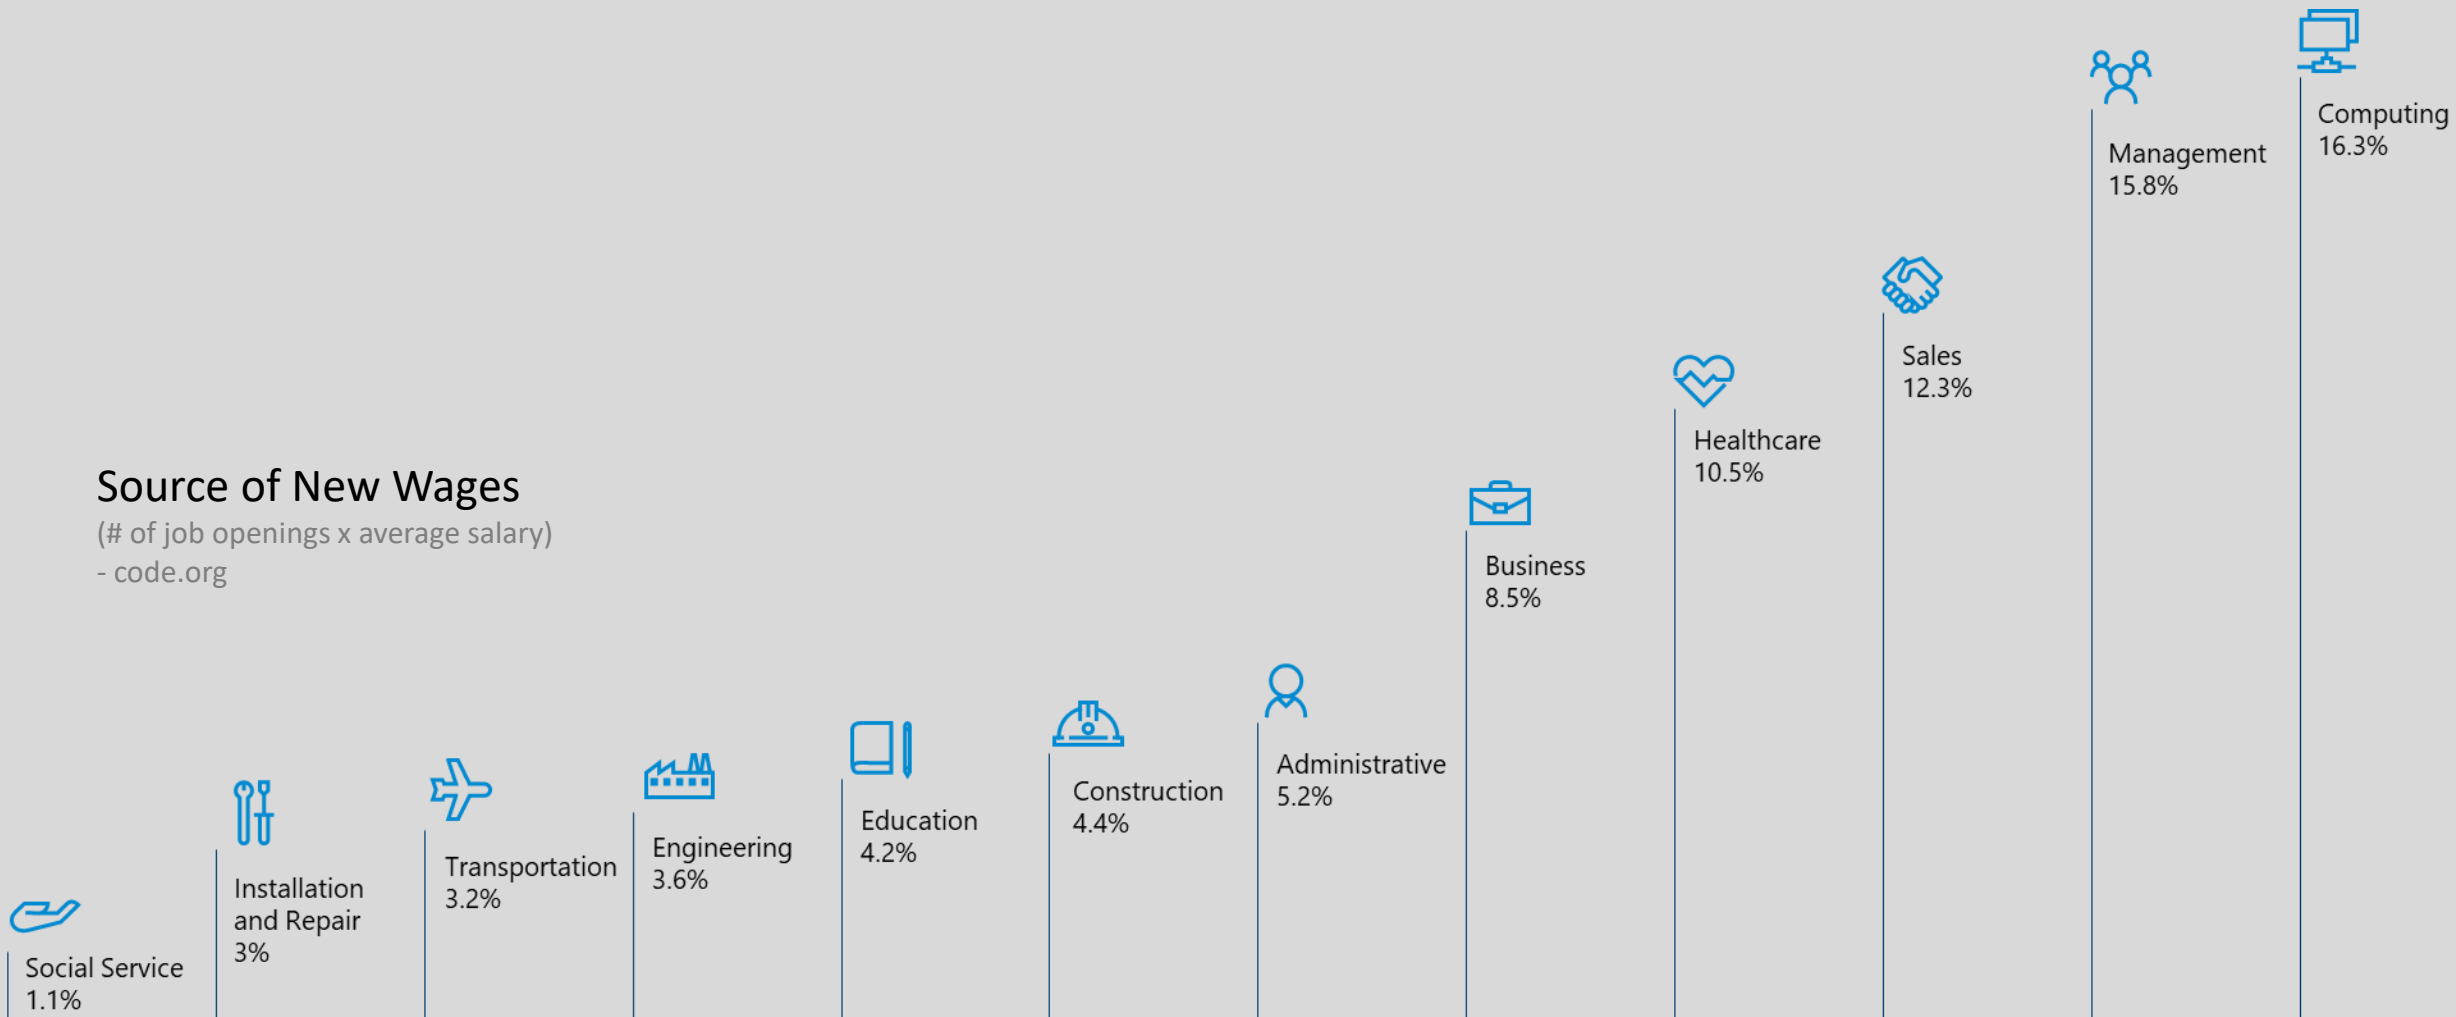 Source of New Wages
(# of job openings x average salary)
- code.org
Social Service
1.1%
Installation
and Repair
3%
Transportation
3.2%
Engineering
3.6%
Education
4.2%
Construction
4.4%
Administrative
5.2%
Business
8.5%
Healthcare
10.5%
Sales
12.3%
Management
15.8%
Computing
16.3%